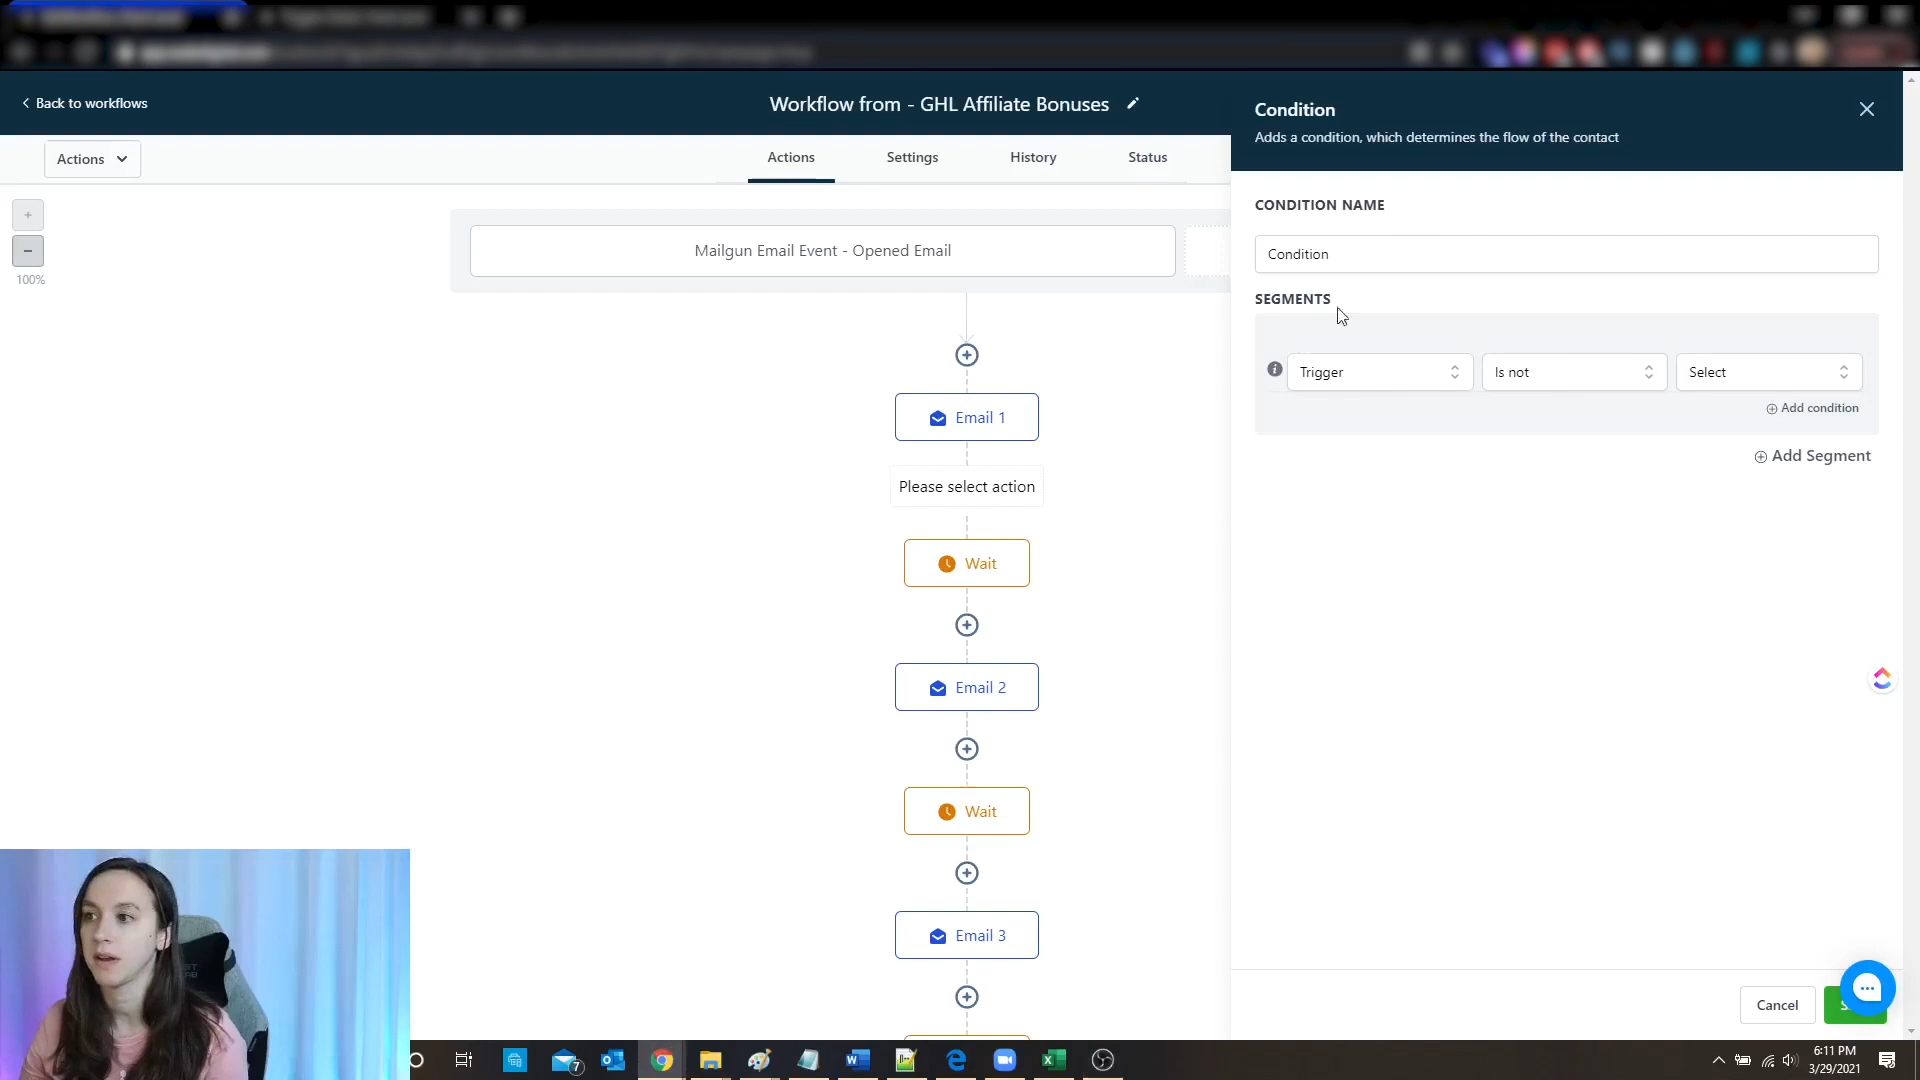 Back to workflows
Workflow from - GHL Affiliate Bonuses
Condition
Adds a condition, which determines the flow of the contact
Actions
Actions
Settings
History
Status
+
−
100%
Mailgun Email Event - Opened Email
CONDITION NAME
Condition
SEGMENTS
Trigger
Is not
Select
Add condition
Add Segment
Email 1
Please select action
Wait
Email 2
Wait
Email 3
Cancel
7
6:11 PM
3/29/2021